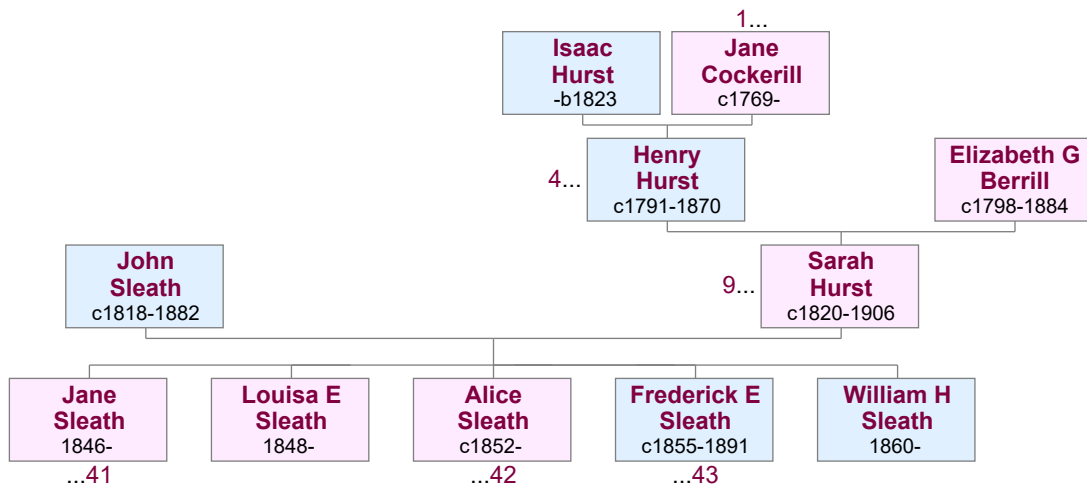 1...
Isaac
Hurst
-b1823
Jane
Cockerill
c1769-
4...
Henry
Hurst
c1791-1870
Elizabeth G
Berrill
c1798-1884
John
Sleath
c1818-1882
9...
Sarah
Hurst
c1820-1906
Jane
Sleath
1846-
...41
Louisa E
Sleath
1848-
Alice
Sleath
c1852-
...42
Frederick E
Sleath
c1855-1891
...43
William H
Sleath
1860-